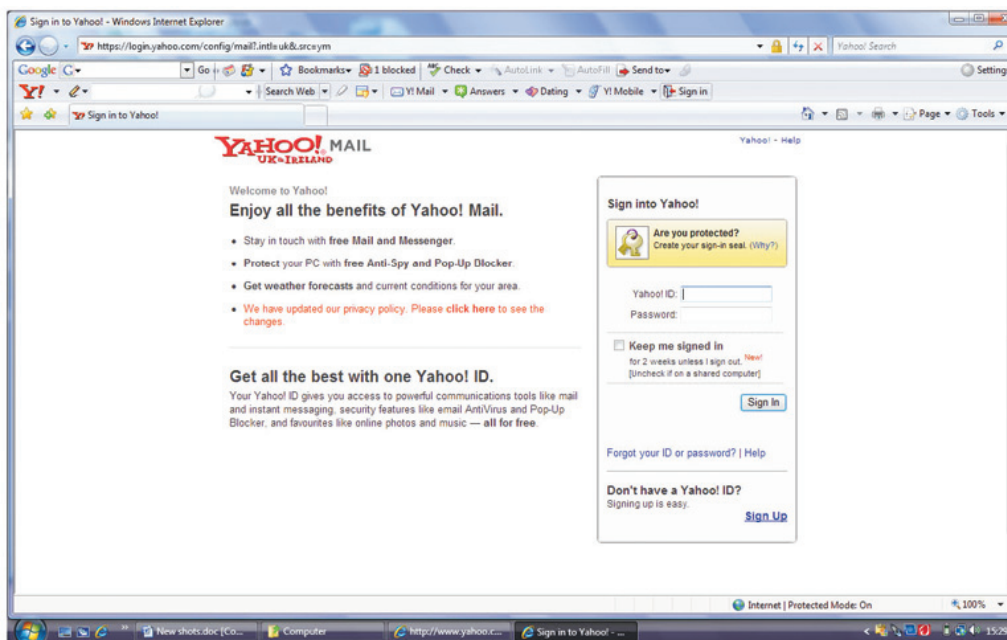 Sign in to Yahoo! - Windows Internet Explorer
https://login.yahoo.com/config/mail?.intl=uk&.src=ym
Yahoo! Search
Google G Go Bookmarks 1 blocked Check AutoLink AutoFill Send to Setting
Y! Search Web Y! Mail Answers Dating Y! Mobile Sign in
Sign in to Yahoo! Page Tools
YAHOO! MAIL
UK & IRELAND
Yahoo! - Help
Welcome to Yahoo!
Enjoy all the benefits of Yahoo! Mail.
• Stay in touch with free Mail and Messenger.
• Protect your PC with free Anti-Spy and Pop-Up Blocker.
• Get weather forecasts and current conditions for your area.
• We have updated our privacy policy. Please click here to see the
changes.
Get all the best with one Yahoo! ID.
Your Yahoo! ID gives you access to powerful communications tools like mail
and instant messaging, security features like email AntiVirus and Pop-Up
Blocker, and favourites like online photos and music — all for free.
Sign into Yahoo!
Are you protected?
Create your sign-in seal. (Why?)
Yahoo! ID:
Password:
Keep me signed in
for 2 weeks unless I sign out. New!
[Uncheck if on a shared computer]
Sign In
Forgot your ID or password? | Help
Don't have a Yahoo! ID?
Signing up is easy.
Sign Up
Internet | Protected Mode: On 100%
New shots.doc [Co... Computer http://www.yahoo.c... Sign in to Yahoo! - ...